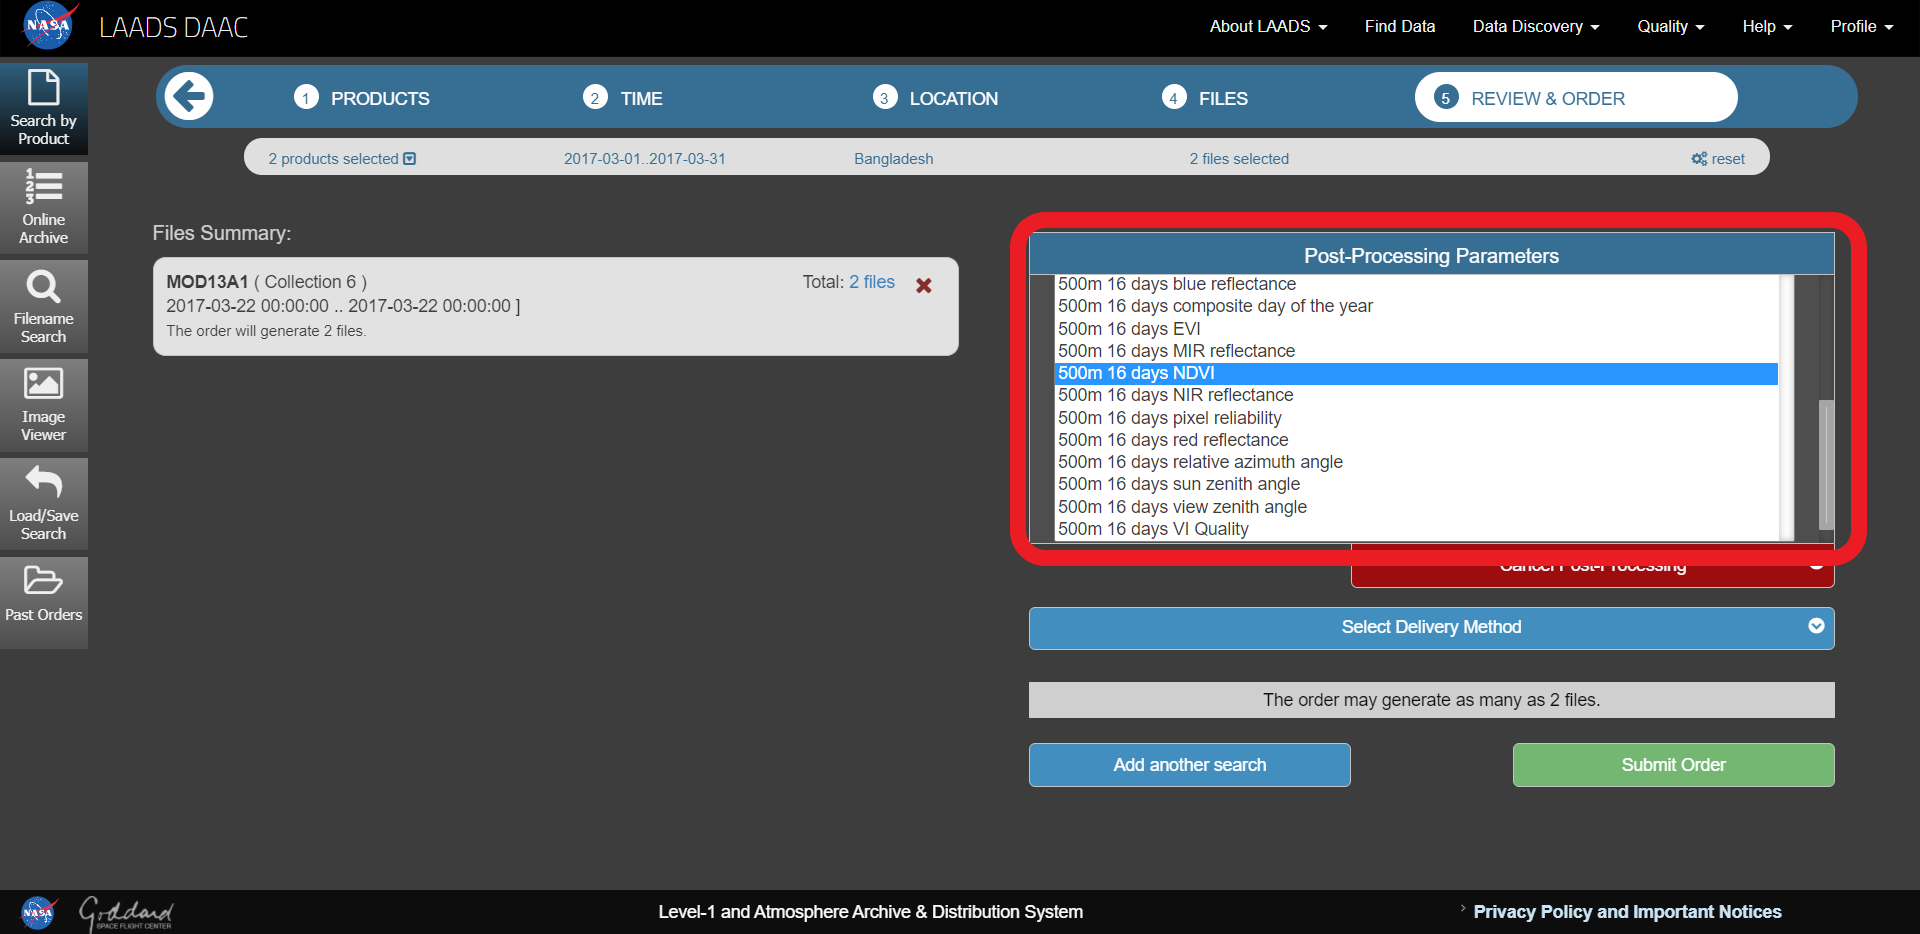 NASA LAADS DAAC
About LAADS Find Data Data Discovery Quality Help Profile
1 PRODUCTS 2 TIME 3 LOCATION 4 FILES 5 REVIEW & ORDER
2 products selected 2017-03-01..2017-03-31 Bangladesh 2 files selected reset
Search by
Product
1
2
3
Online
Archive
Filename
Search
Image
Viewer
Load/Save
Search
Past Orders
Files Summary:
MOD13A1 ( Collection 6 ) Total: 2 files
2017-03-22 00:00:00 .. 2017-03-22 00:00:00 ]
The order will generate 2 files.
Post-Processing Parameters
500m 16 days blue reflectance
500m 16 days composite day of the year
500m 16 days EVI
500m 16 days MIR reflectance
500m 16 days NDVI
500m 16 days NIR reflectance
500m 16 days pixel reliability
500m 16 days red reflectance
500m 16 days relative azimuth angle
500m 16 days sun zenith angle
500m 16 days view zenith angle
500m 16 days VI Quality
Cancel Post-Processing
Select Delivery Method
The order may generate as many as 2 files.
Add another search Submit Order
NASA Goddard
SPACE FLIGHT CENTER
Level-1 and Atmosphere Archive & Distribution System
Privacy Policy and Important Notices